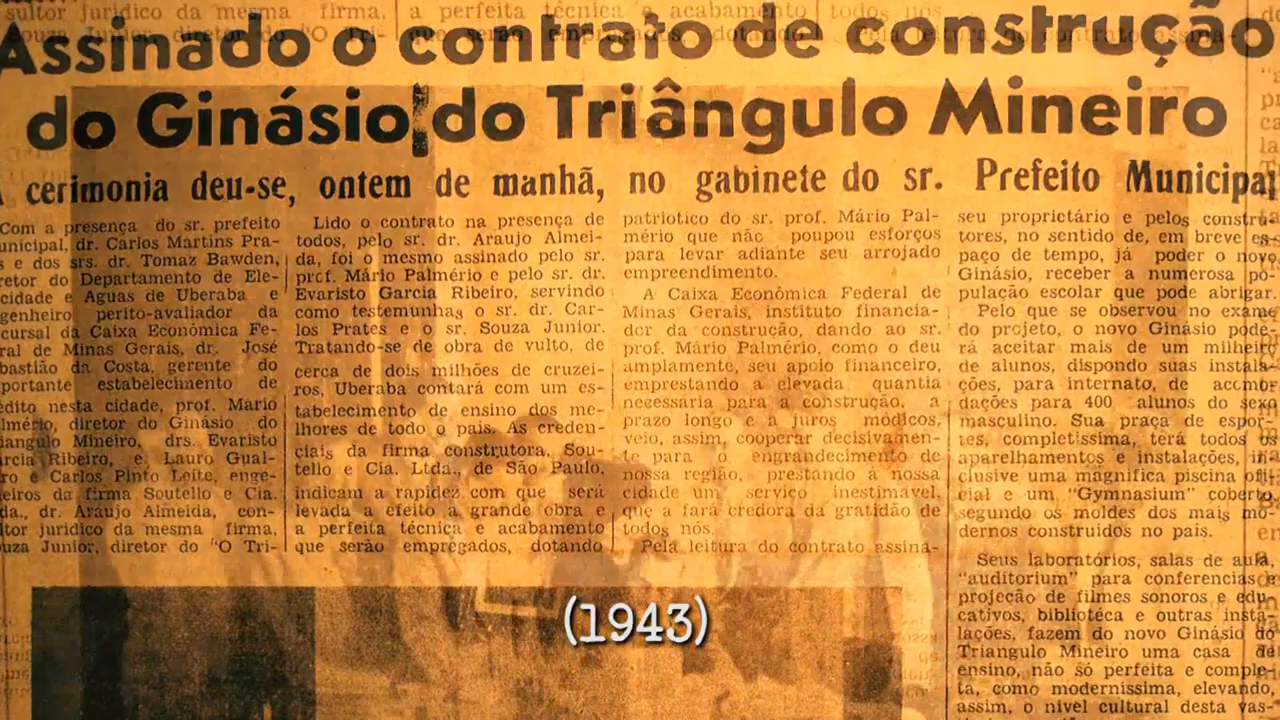 Assinado o contrato de construção
do Ginásio do Triângulo Mineiro
cerimonia deu-se, ontem de manhã, no gabinete do sr. Prefeito Municipal
Com a presença do sr. prefeito
unicipal, dr. Carlos Martins Pra-
s e dos srs. dr. Tomaz Bawden,
retor do Departamento de Ele-
cidade e Aguas de Uberaba e
genheiro perito-avaliador da
cursal da Caixa Econômica Fe-
ral de Minas Gerais, dr. José
bastião da Costa, gerente do
portante estabelecimento de
édito nesta cidade, prof. Mario
lmério, diretor do Ginásio do
iangulo Mineiro, drs. Evaristo
arcia Ribeiro, e Lauro Gual-
ro e Carlos Pinto Leite, enge-
eiros da firma Soutello e Cia.
da., dr. Araujo Almeida, con-
ltor juridico da mesma firma,
uza Junior, diretor do "O Tri-
Lido o contrato na presença de
todos, pelo sr. dr. Araujo Almei-
da, foi o mesmo assinado pelo sr.
prof. Mário Palmério e pelo sr. dr.
Evaristo Garcia Ribeiro, servindo
como testemunhas o sr. dr. Car-
los Prates e o sr. Souza Junior.
Tratando-se de obra de vulto, de
cerca de dois milhões de cruzei-
ros, Uberaba contará com um es-
tabelecimento de ensino dos me-
lhores de todo o pais. As creden-
ciais da firma construtora, Sou-
tello e Cia. Ltda., de São Paulo,
indicam a rapidez com que será
levada a efeito a grande obra e
a perfeita técnica e acabamento
que serão empregados, dotando
patriotico do sr. prof. Mário Pal-
mério que não poupou esforços
para levar adiante seu arrojado
empreendimento.
A Caixa Econômica Federal de
Minas Gerais, instituto financia-
dor da construção, dando ao sr.
prof. Mário Palmério, como o deu
amplamente, seu apoio financeiro,
emprestando a elevada quantia
necessária para a construção, a
prazo longo e a juros módicos,
veio, assim, cooperar decisivamen-
te para o engrandecimento de
nossa região, prestando à nossa
cidade um serviço inestimável,
que a fará credora da gratidão de
todos nós.
Pela leitura do contrato assina-
seu proprietário e pelos constru-
tores, no sentido de, em breve es-
paço de tempo, já poder o novo
Ginásio, receber a numerosa po-
pulação escolar que pode abrigar.
Pelo que se observou no exame
do projeto, o novo Ginásio pode-
rá aceitar mais de um milheiro
de alunos, dispondo suas instala-
ções, para internato, de acomo-
dações para 400 alunos do sexo
masculino. Sua praça de espor-
tes, completissima, terá todos os
aparelhamentos e instalações, in-
clusive uma magnifica piscina ofi-
cial e um "Gymnasium" coberto,
segundo os moldes dos mais mo-
dernos construidos no pais.
Seus laboratórios, salas de aula,
"auditorium" para conferencias e
projeção de filmes sonoros e edu-
cativos, bibliotéca e outras insta-
lações, fazem do novo Ginásio do
Triangulo Mineiro uma casa de
ensino, não só perfeita e comple-
ta, como modernissima, elevando,
assim, o nivel cultural desta vas-
(1943)